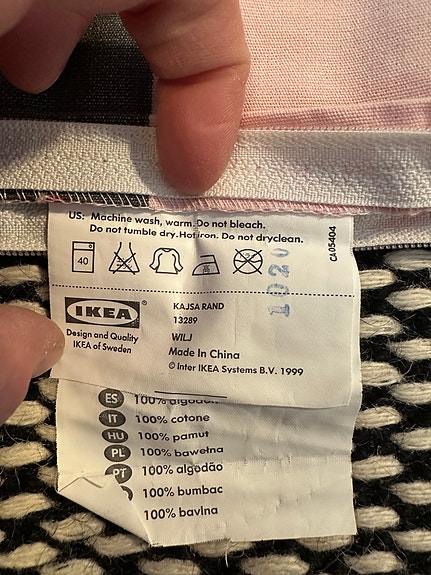 US: Machine wash, warm. Do not bleach.
Do not tumble dry. Hot iron. Do not dryclean.
40
CA05404
1020
IKEA®
Design and Quality
IKEA of Sweden
KAJSA RAND
13289
WILJ
Made In China
© Inter IKEA Systems B.V. 1999
ES 100% algodón
IT 100% cotone
HU 100% pamut
PL 100% bawełna
PT 100% algodão
100% bumbac
100% bavlna